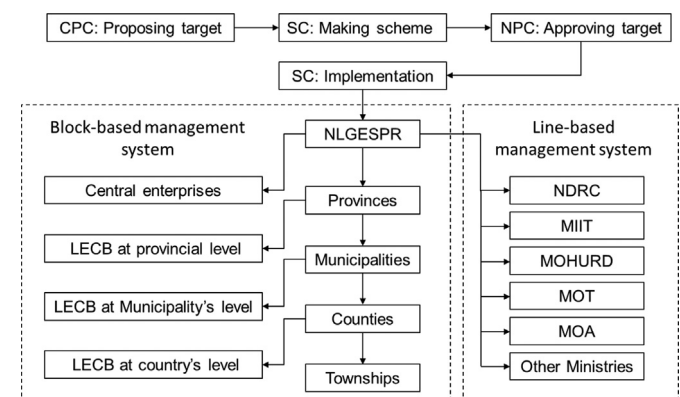 CPC: Proposing target
SC: Making scheme
NPC: Approving target
SC: Implementation
Block-based management
system
NLGESPR
Line-based
management system
Central enterprises
Provinces
LECB at provincial level
Municipalities
LECB at Municipality's level
Counties
LECB at country's level
Townships
NDRC
MIIT
MOHURD
MOT
MOA
Other Ministries